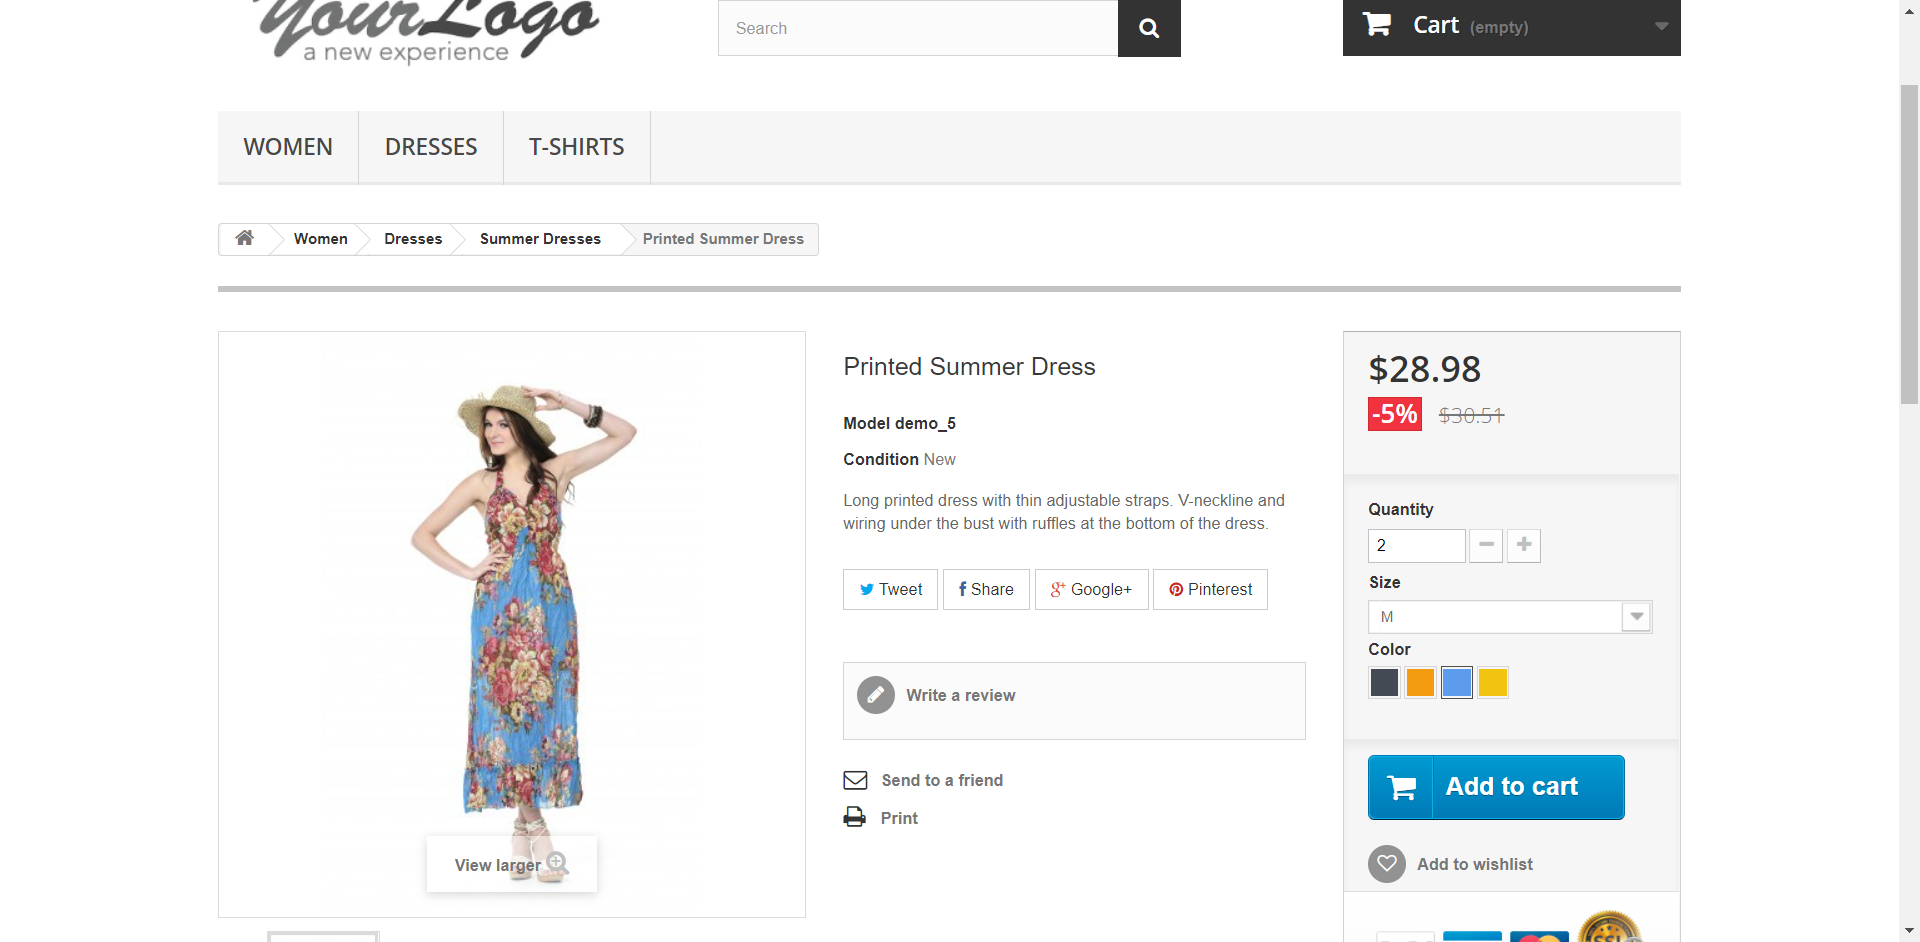 YourLogo
a new experience
Search
Cart (empty)
WOMEN
DRESSES
T-SHIRTS
Women
Dresses
Summer Dresses
Printed Summer Dress
View larger
Printed Summer Dress
Model demo_5
Condition New
Long printed dress with thin adjustable straps. V-neckline and
wiring under the bust with ruffles at the bottom of the dress.
Tweet
Share
Google+
Pinterest
Write a review
Send to a friend
Print
$28.98
-5% $30.51
Quantity
2
Size
M
Color
Add to cart
Add to wishlist
SSL